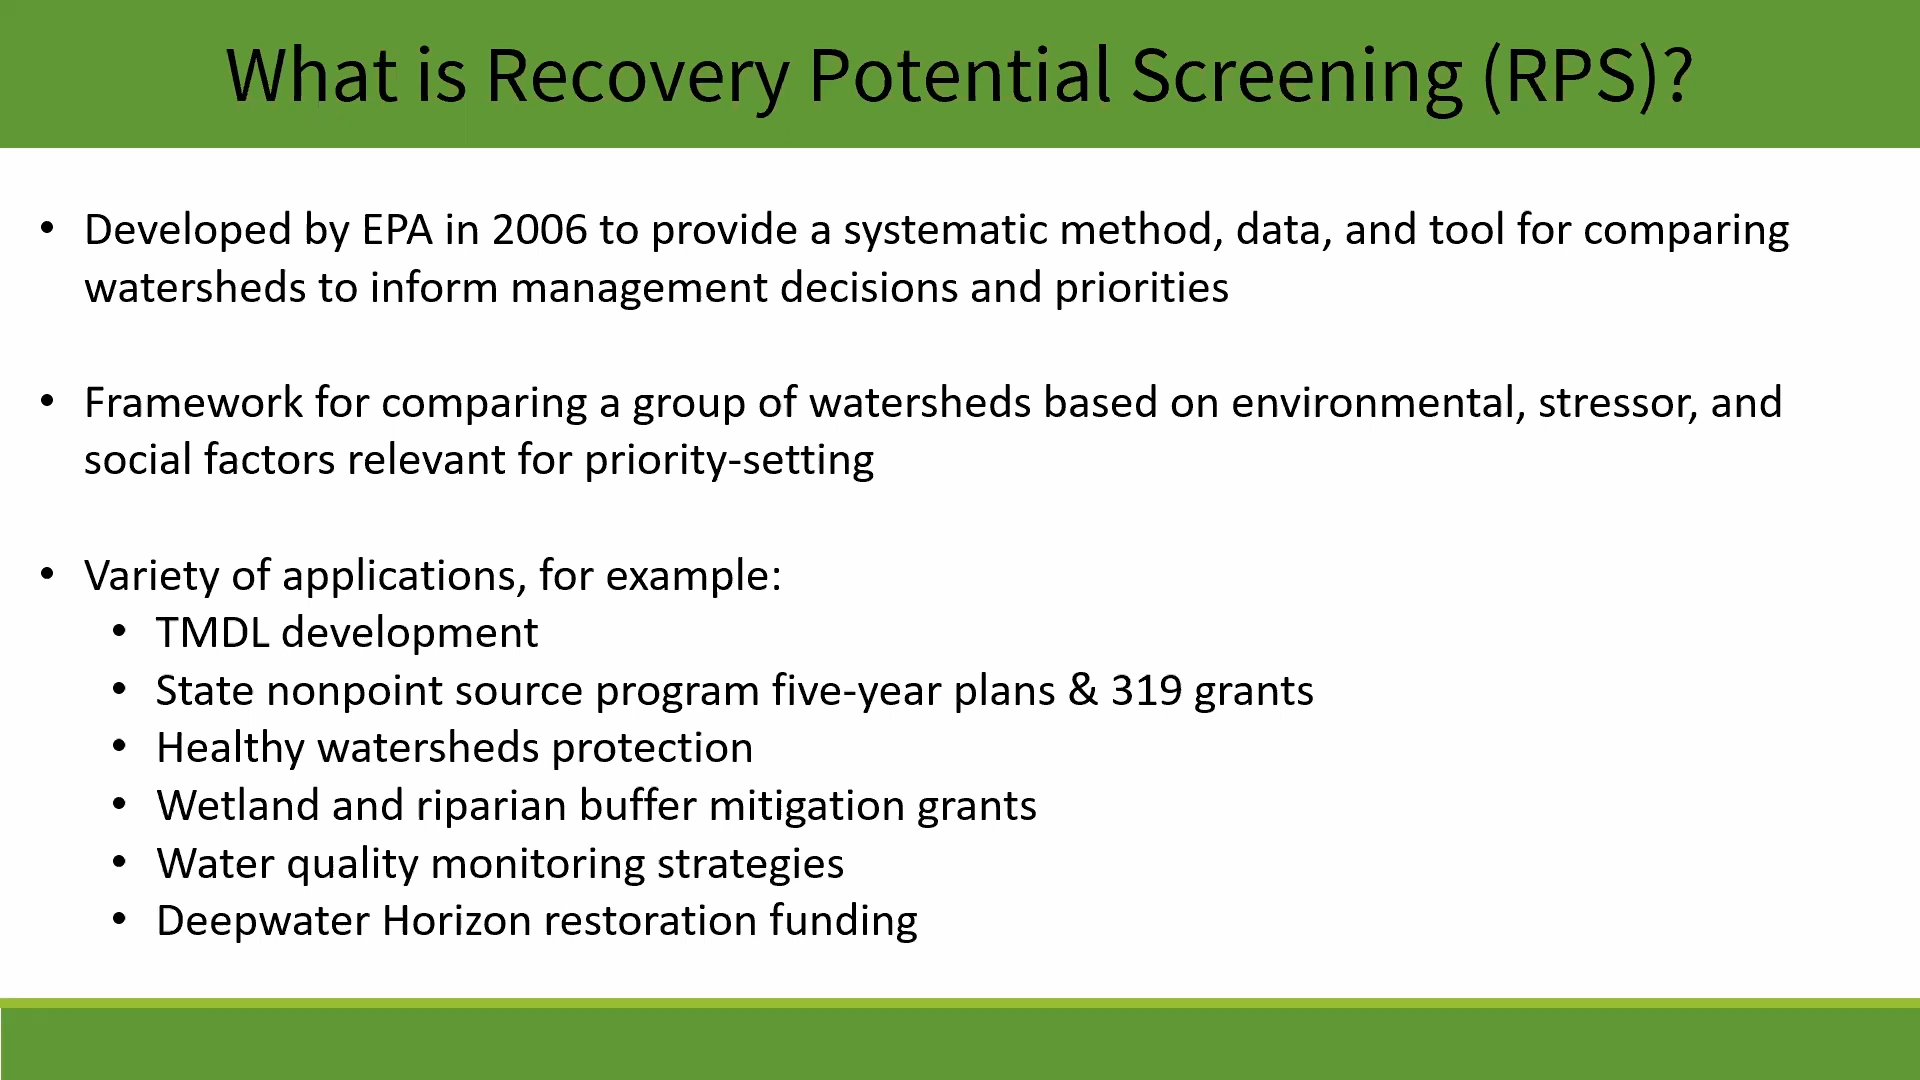 What is Recovery Potential Screening (RPS)?
• Developed by EPA in 2006 to provide a systematic method, data, and tool for comparing
watersheds to inform management decisions and priorities
• Framework for comparing a group of watersheds based on environmental, stressor, and
social factors relevant for priority-setting
• Variety of applications, for example:
• TMDL development
• State nonpoint source program five-year plans & 319 grants
• Healthy watersheds protection
• Wetland and riparian buffer mitigation grants
• Water quality monitoring strategies
• Deepwater Horizon restoration funding